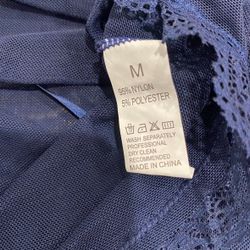 M
95% NYLON
5% POLYESTER
WASH SEPARATELY
PROFESSIONAL
DRY CLEAN
RECOMMENDED
MADE IN CHINA